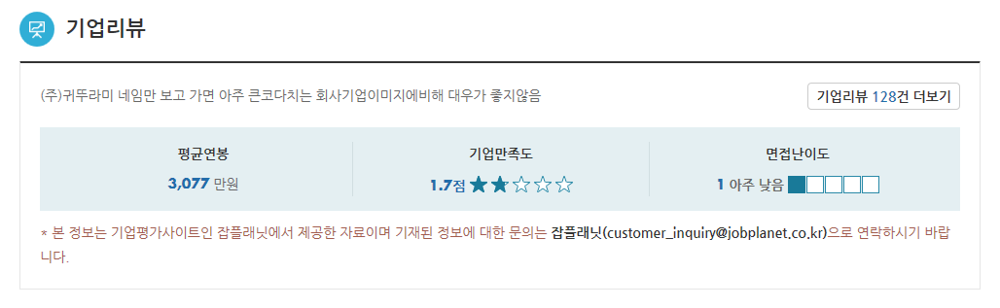 기업리뷰
(주)귀뚜라미 네임만 보고 가면 아주 큰코다치는 회사기업이미지에비해 대우가 좋지않음
기업리뷰 128건 더보기
평균연봉
3,077 만원
기업만족도
1.7점
면접난이도
1 아주 낮음
* 본 정보는 기업평가사이트인 잡플래닛에서 제공한 자료이며 기재된 정보에 대한 문의는 잡플래닛(customer_inquiry@jobplanet.co.kr)으로 연락하시기 바랍
니다.